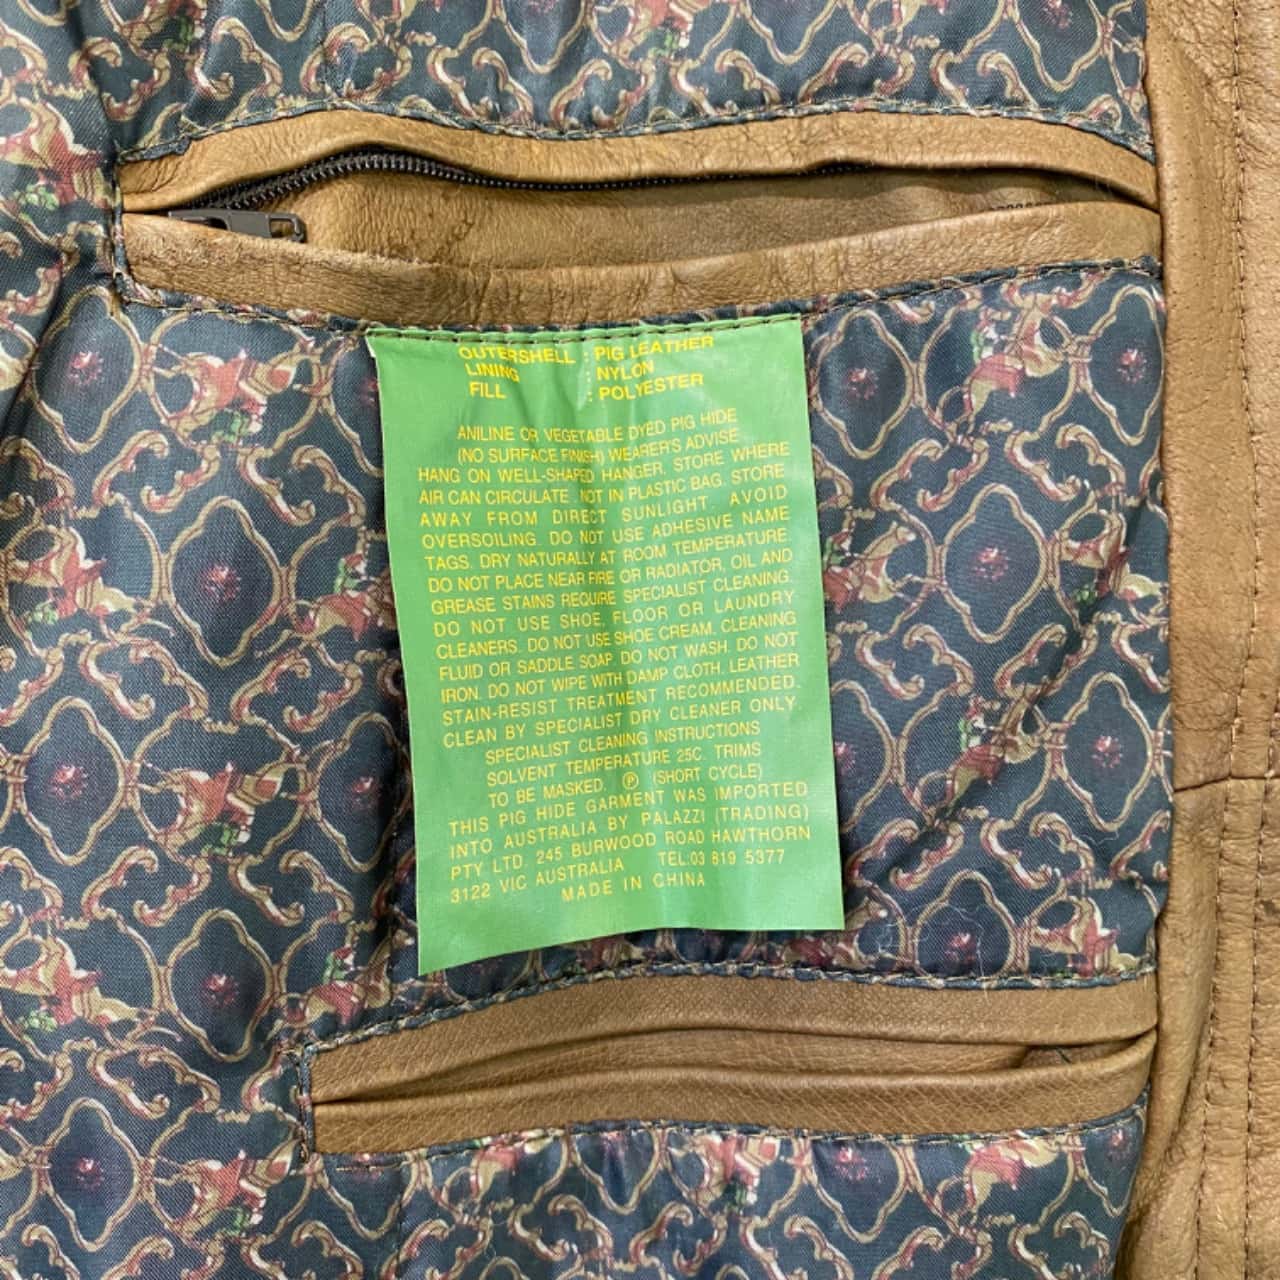 OUTERSHELL : PIG LEATHER
LINING : NYLON
FILL : POLYESTER
ANILINE OR VEGETABLE DYED PIG HIDE
(NO SURFACE FINISH) WEARER'S ADVISE
HANG ON WELL-SHAPED HANGER, STORE WHERE
AIR CAN CIRCULATE. NOT IN PLASTIC BAG. STORE
AWAY FROM DIRECT SUNLIGHT. AVOID
OVERSOILING. DO NOT USE ADHESIVE NAME
TAGS. DRY NATURALLY AT ROOM TEMPERATURE.
DO NOT PLACE NEAR FIRE OR RADIATOR, OIL AND
GREASE STAINS REQUIRE SPECIALIST CLEANING.
DO NOT USE SHOE, FLOOR OR LAUNDRY
CLEANERS. DO NOT USE SHOE CREAM. CLEANING
FLUID OR SADDLE SOAP DO NOT WASH. DO NOT
IRON. DO NOT WIPE WITH DAMP CLOTH. LEATHER
STAIN-RESIST TREATMENT RECOMMENDED.
CLEAN BY SPECIALIST DRY CLEANER ONLY.
SPECIALIST CLEANING INSTRUCTIONS
SOLVENT TEMPERATURE 25C. TRIMS
TO BE MASKED. Ⓟ (SHORT CYCLE)
THIS PIG HIDE GARMENT WAS IMPORTED
INTO AUSTRALIA BY PALAZZI (TRADING)
PTY LTD. 245 BURWOOD ROAD HAWTHORN
3122 VIC AUSTRALIA TEL:03 819 5377
MADE IN CHINA